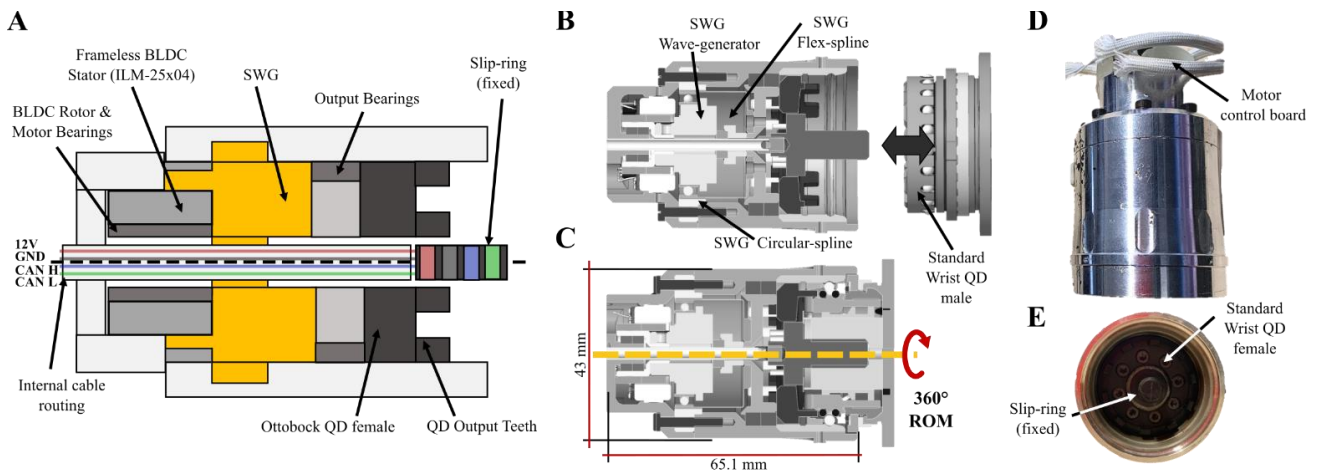 A
Frameless BLDC
Stator (ILM-25x04)
SWG
Slip-ring
(fixed)
Output Bearings
BLDC Rotor &
Motor Bearings
12V
GND
CAN H
CAN L
Internal cable
routing
Ottobock QD female
QD Output Teeth
B
SWG
Wave-generator
SWG
Flex-spline
SWG Circular-spline
Standard
Wrist QD
male
C
43 mm
65.1 mm
360°
ROM
D
Motor
control board
E
Standard
Wrist QD
female
Slip-ring
(fixed)